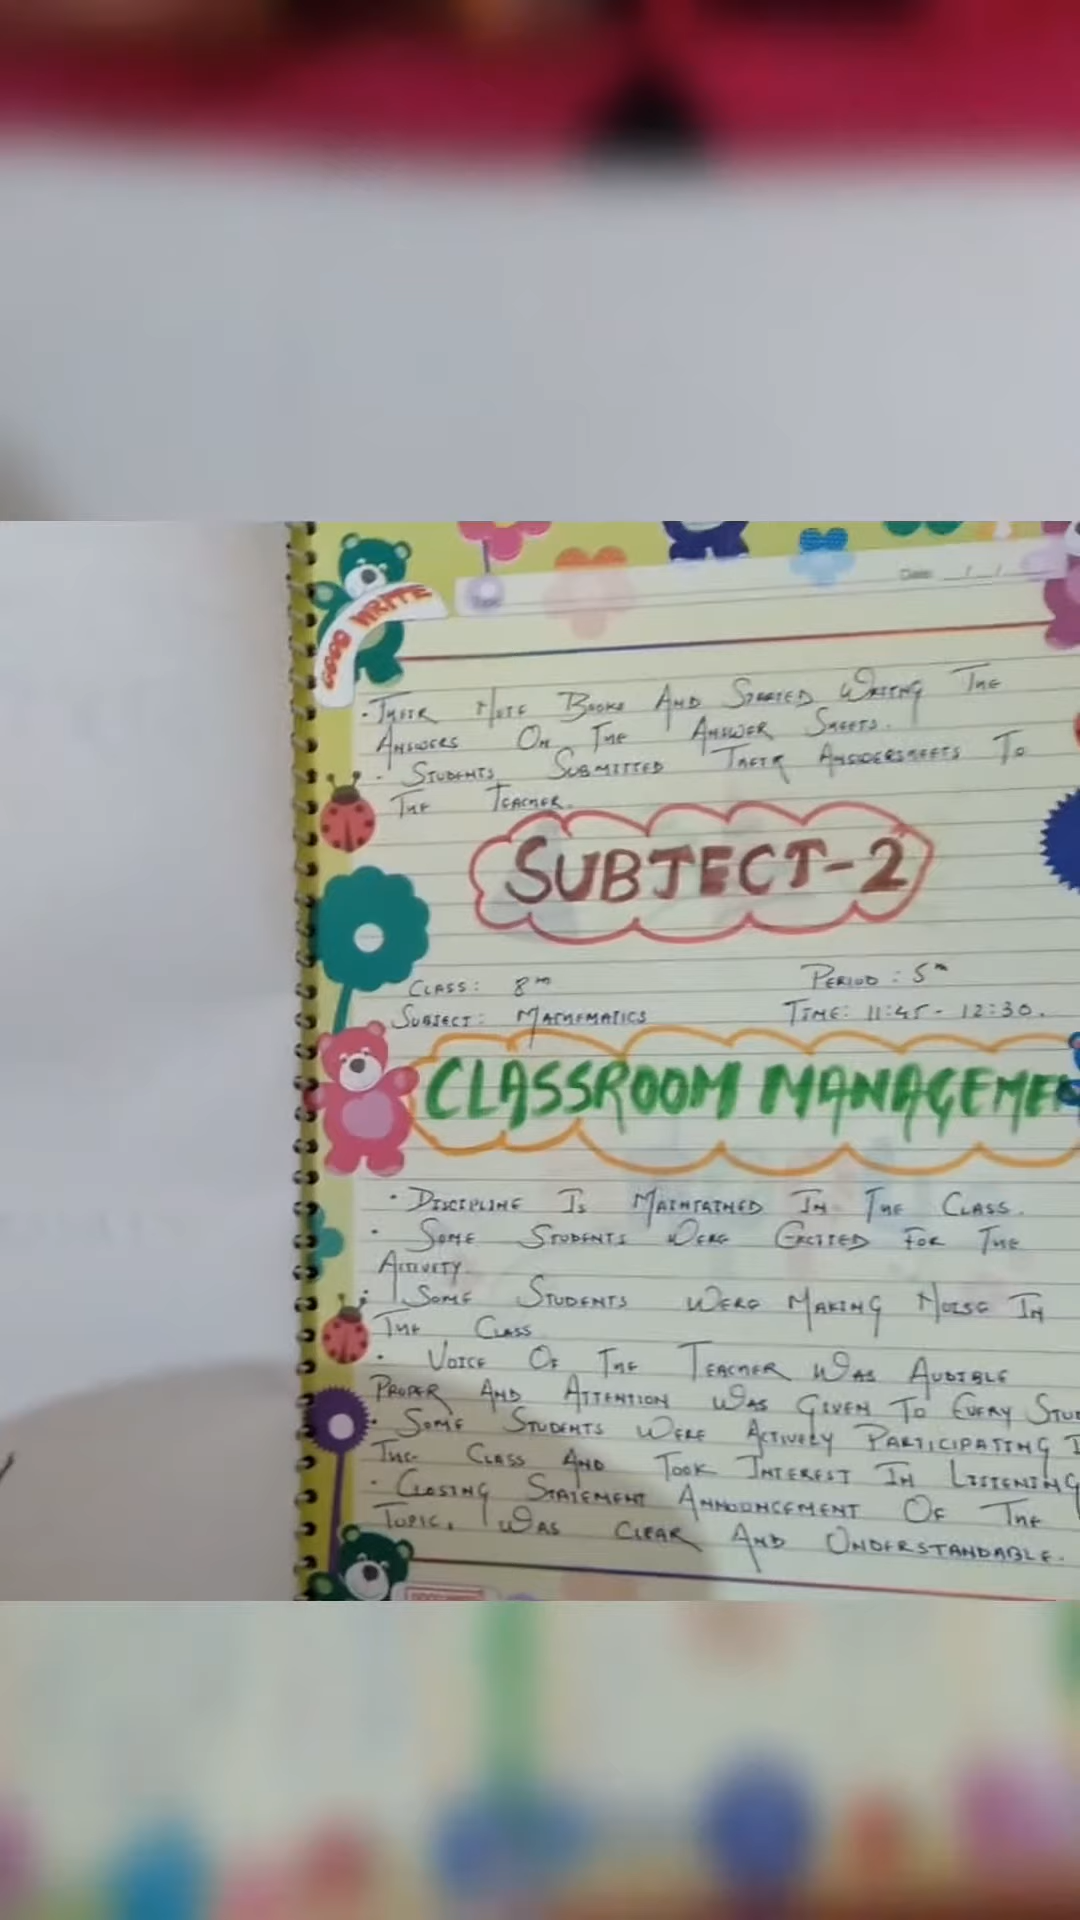 GOOD WRITE
Date: / /
• THEIR NOTE BOOKS AND STARTED WRITING THE
ANSWERS ON THE ANSWER SHEETS.
• STUDENTS SUBMITTED THEIR ANSWERSHEETS TO
THE TEACHER.
SUBJECT-2
CLASS: 8TH PERIOD: 5TH
SUBJECT: MATHEMATICS TIME: 11:45 - 12:30.
CLASSROOM MANAGEME
• DISCIPLINE IS MAINTAINED IN THE CLASS.
• SOME STUDENTS WERE EXCITED FOR THE
ACTIVITY.
• SOME STUDENTS WERE MAKING NOISE IN
THE CLASS.
• VOICE OF THE TEACHER WAS AUDIBLE
PROPER AND ATTENTION WAS GIVEN TO EVERY STU
• SOME STUDENTS WERE ACTIVELY PARTICIPATING I
THE CLASS AND TOOK INTEREST IN LISTENING
• CLOSING STATEMENT ANNOUNCEMENT OF THE
TOPIC, WAS CLEAR AND UNDERSTANDABLE.